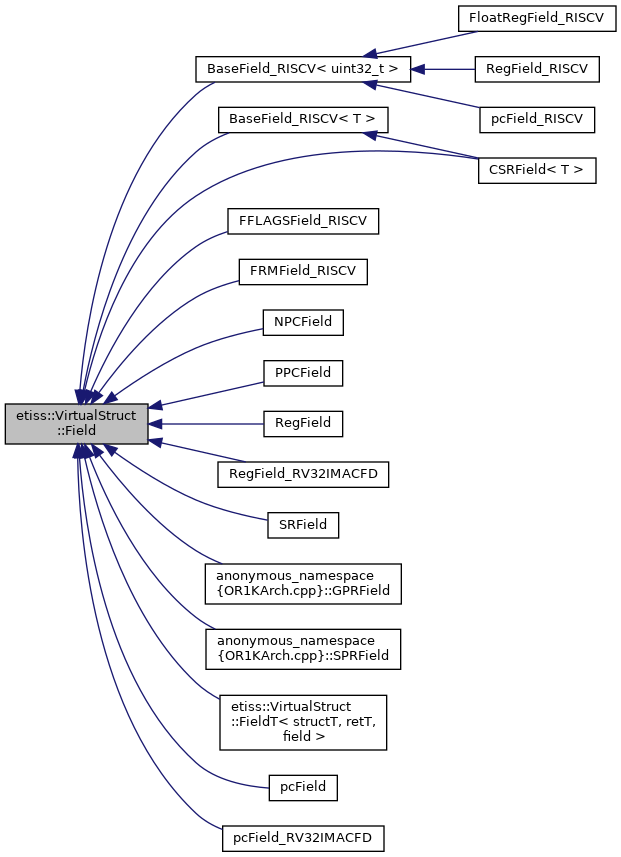 FloatRegField_RISCV
BaseField_RISCV< uint32_t >
RegField_RISCV
pcField_RISCV
BaseField_RISCV< T >
CSRField< T >
FFLAGSField_RISCV
FRMField_RISCV
NPCField
PPCField
etiss::VirtualStruct
::Field
RegField
RegField_RV32IMACFD
SRField
anonymous_namespace
{OR1KArch.cpp}::GPRField
anonymous_namespace
{OR1KArch.cpp}::SPRField
etiss::VirtualStruct
::FieldT< structT, retT,
field >
pcField
pcField_RV32IMACFD